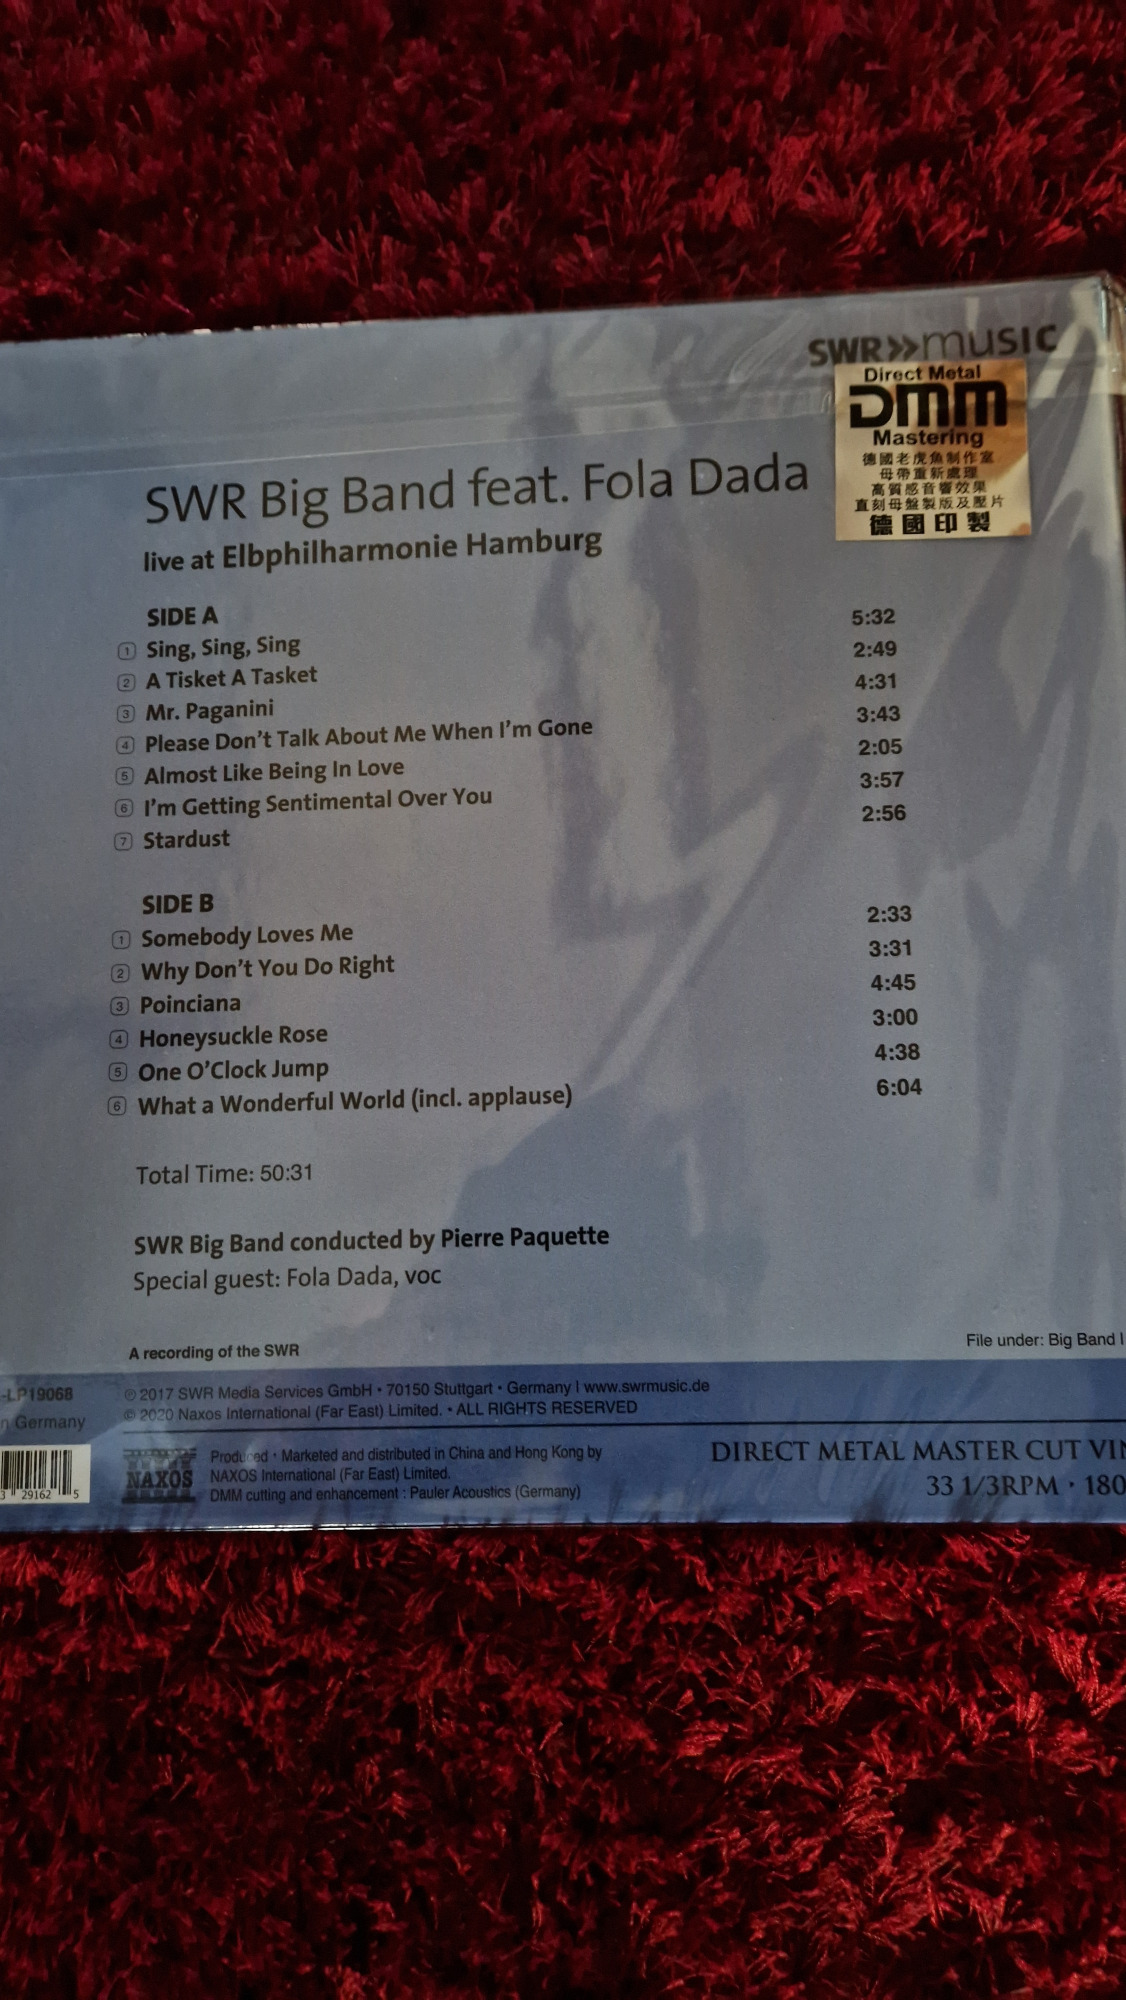 SWR»music
Direct Metal
DMM
Mastering
德國老虎魚制作室
母帶重新處理
高質感音響效果
直刻母盤製版及壓片
德國印製
SWR Big Band feat. Fola Dada
live at Elbphilharmonie Hamburg
SIDE A
1 Sing, Sing, Sing 5:32
2 A Tisket A Tasket 2:49
3 Mr. Paganini 4:31
4 Please Don't Talk About Me When I'm Gone 3:43
5 Almost Like Being In Love 2:05
6 I'm Getting Sentimental Over You 3:57
7 Stardust 2:56
SIDE B
1 Somebody Loves Me 2:33
2 Why Don't You Do Right 3:31
3 Poinciana 4:45
4 Honeysuckle Rose 3:00
5 One O'Clock Jump 4:38
6 What a Wonderful World (incl. applause) 6:04
Total Time: 50:31
SWR Big Band conducted by Pierre Paquette
Special guest: Fola Dada, voc
A recording of the SWR
File under: Big Band I
-LP19068
n Germany
℗ 2017 SWR Media Services GmbH • 70150 Stuttgart • Germany I www.swrmusic.de
© 2020 Naxos International (Far East) Limited. • ALL RIGHTS RESERVED
3 29162 5
NAXOS
Produced • Marketed and distributed in China and Hong Kong by
NAXOS International (Far East) Limited.
DMM cutting and enhancement : Pauler Acoustics (Germany)
DIRECT METAL MASTER CUT VIN
33 1/3RPM • 180